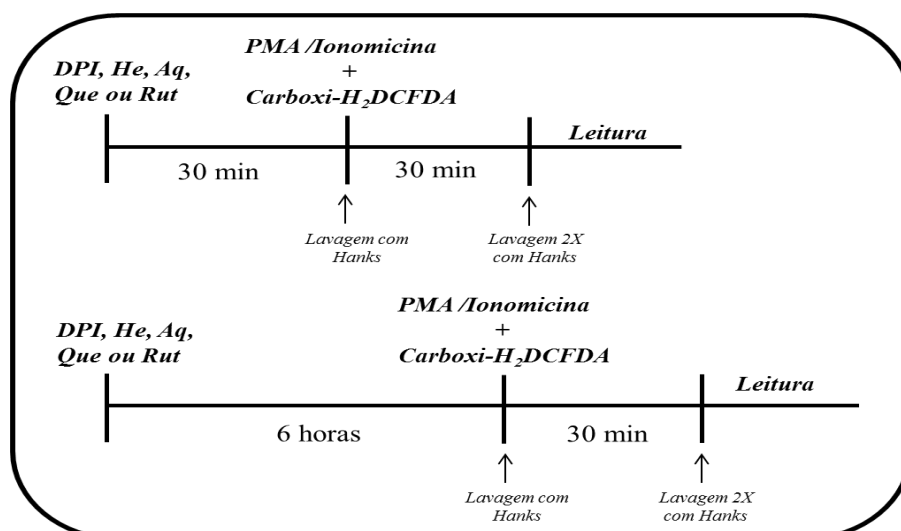 DPI, He, Aq,
Que ou Rut
PMA /Ionomicina
+
Carboxi-H₂DCFDA
Leitura
30 min
30 min
Lavagem com
Hanks
Lavagem 2X
com Hanks
DPI, He, Aq,
Que ou Rut
PMA /Ionomicina
+
Carboxi-H₂DCFDA
Leitura
6 horas
30 min
Lavagem com
Hanks
Lavagem 2X
com Hanks